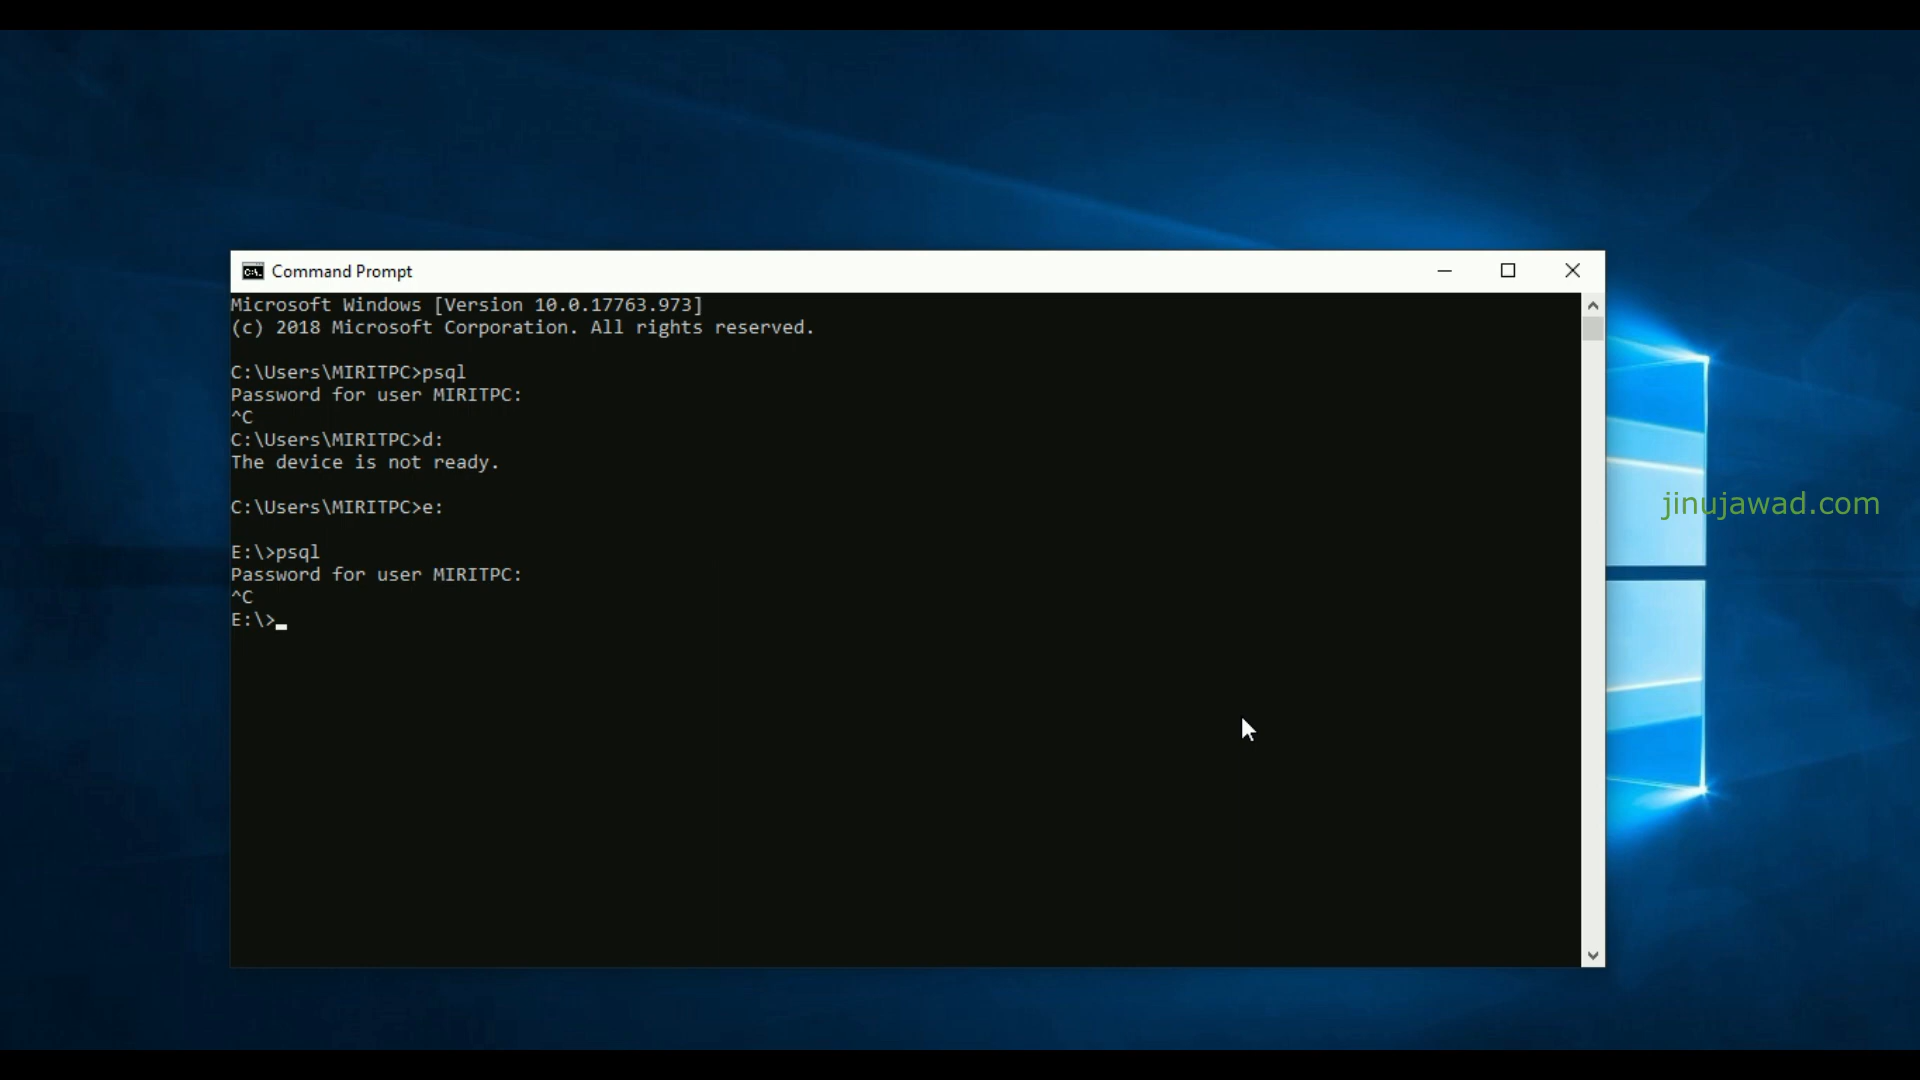 Command Prompt
Microsoft Windows [Version 10.0.17763.973]
(c) 2018 Microsoft Corporation. All rights reserved.
C:\Users\MIRITPC>psql
Password for user MIRITPC:
^C
C:\Users\MIRITPC>d:
The device is not ready.
C:\Users\MIRITPC>e:
E:\>psql
Password for user MIRITPC:
^C
E:\>
jinujawad.com